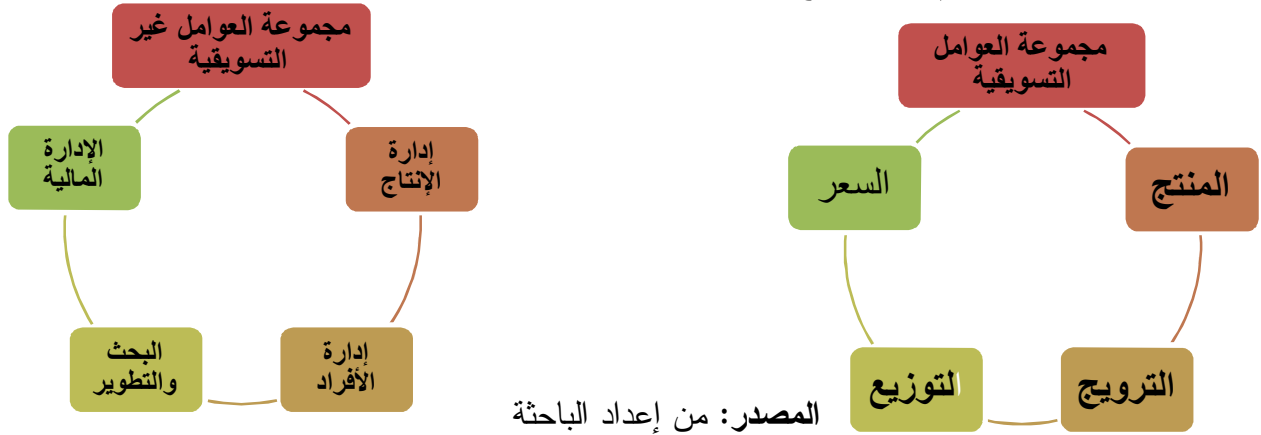 مجموعة العوامل
التسويقية
المنتج
الترويج
التوزيع
السعر
مجموعة العوامل غير
التسويقية
إدارة
الإنتاج
إدارة
الأفراد
البحث
والتطوير
الإدارة
المالية
المصدر: من إعداد الباحثة